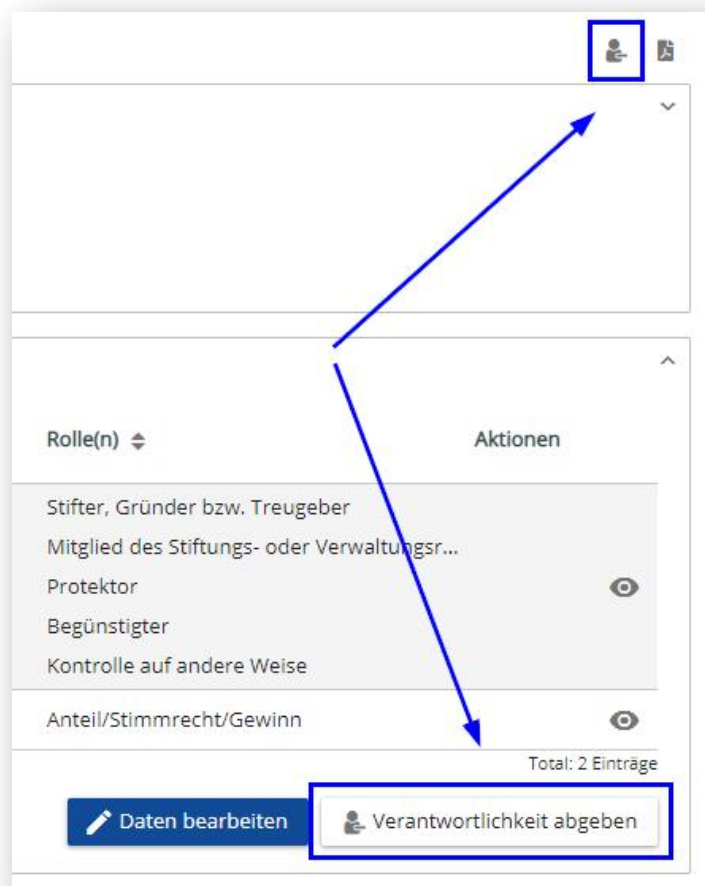 Rolle(n)
Aktionen
Stifter, Gründer bzw. Treugeber
Mitglied des Stiftungs- oder Verwaltungsr...
Protektor
Begünstigter
Kontrolle auf andere Weise
Anteil/Stimmrecht/Gewinn
Total: 2 Einträge
Daten bearbeiten
Verantwortlichkeit abgeben